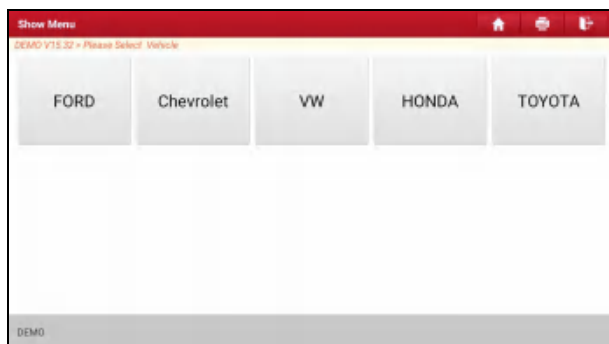 Show Menu
DEMO V15.32 > Please Select Vehicle
FORD Chevrolet VW HONDA TOYOTA
DEMO